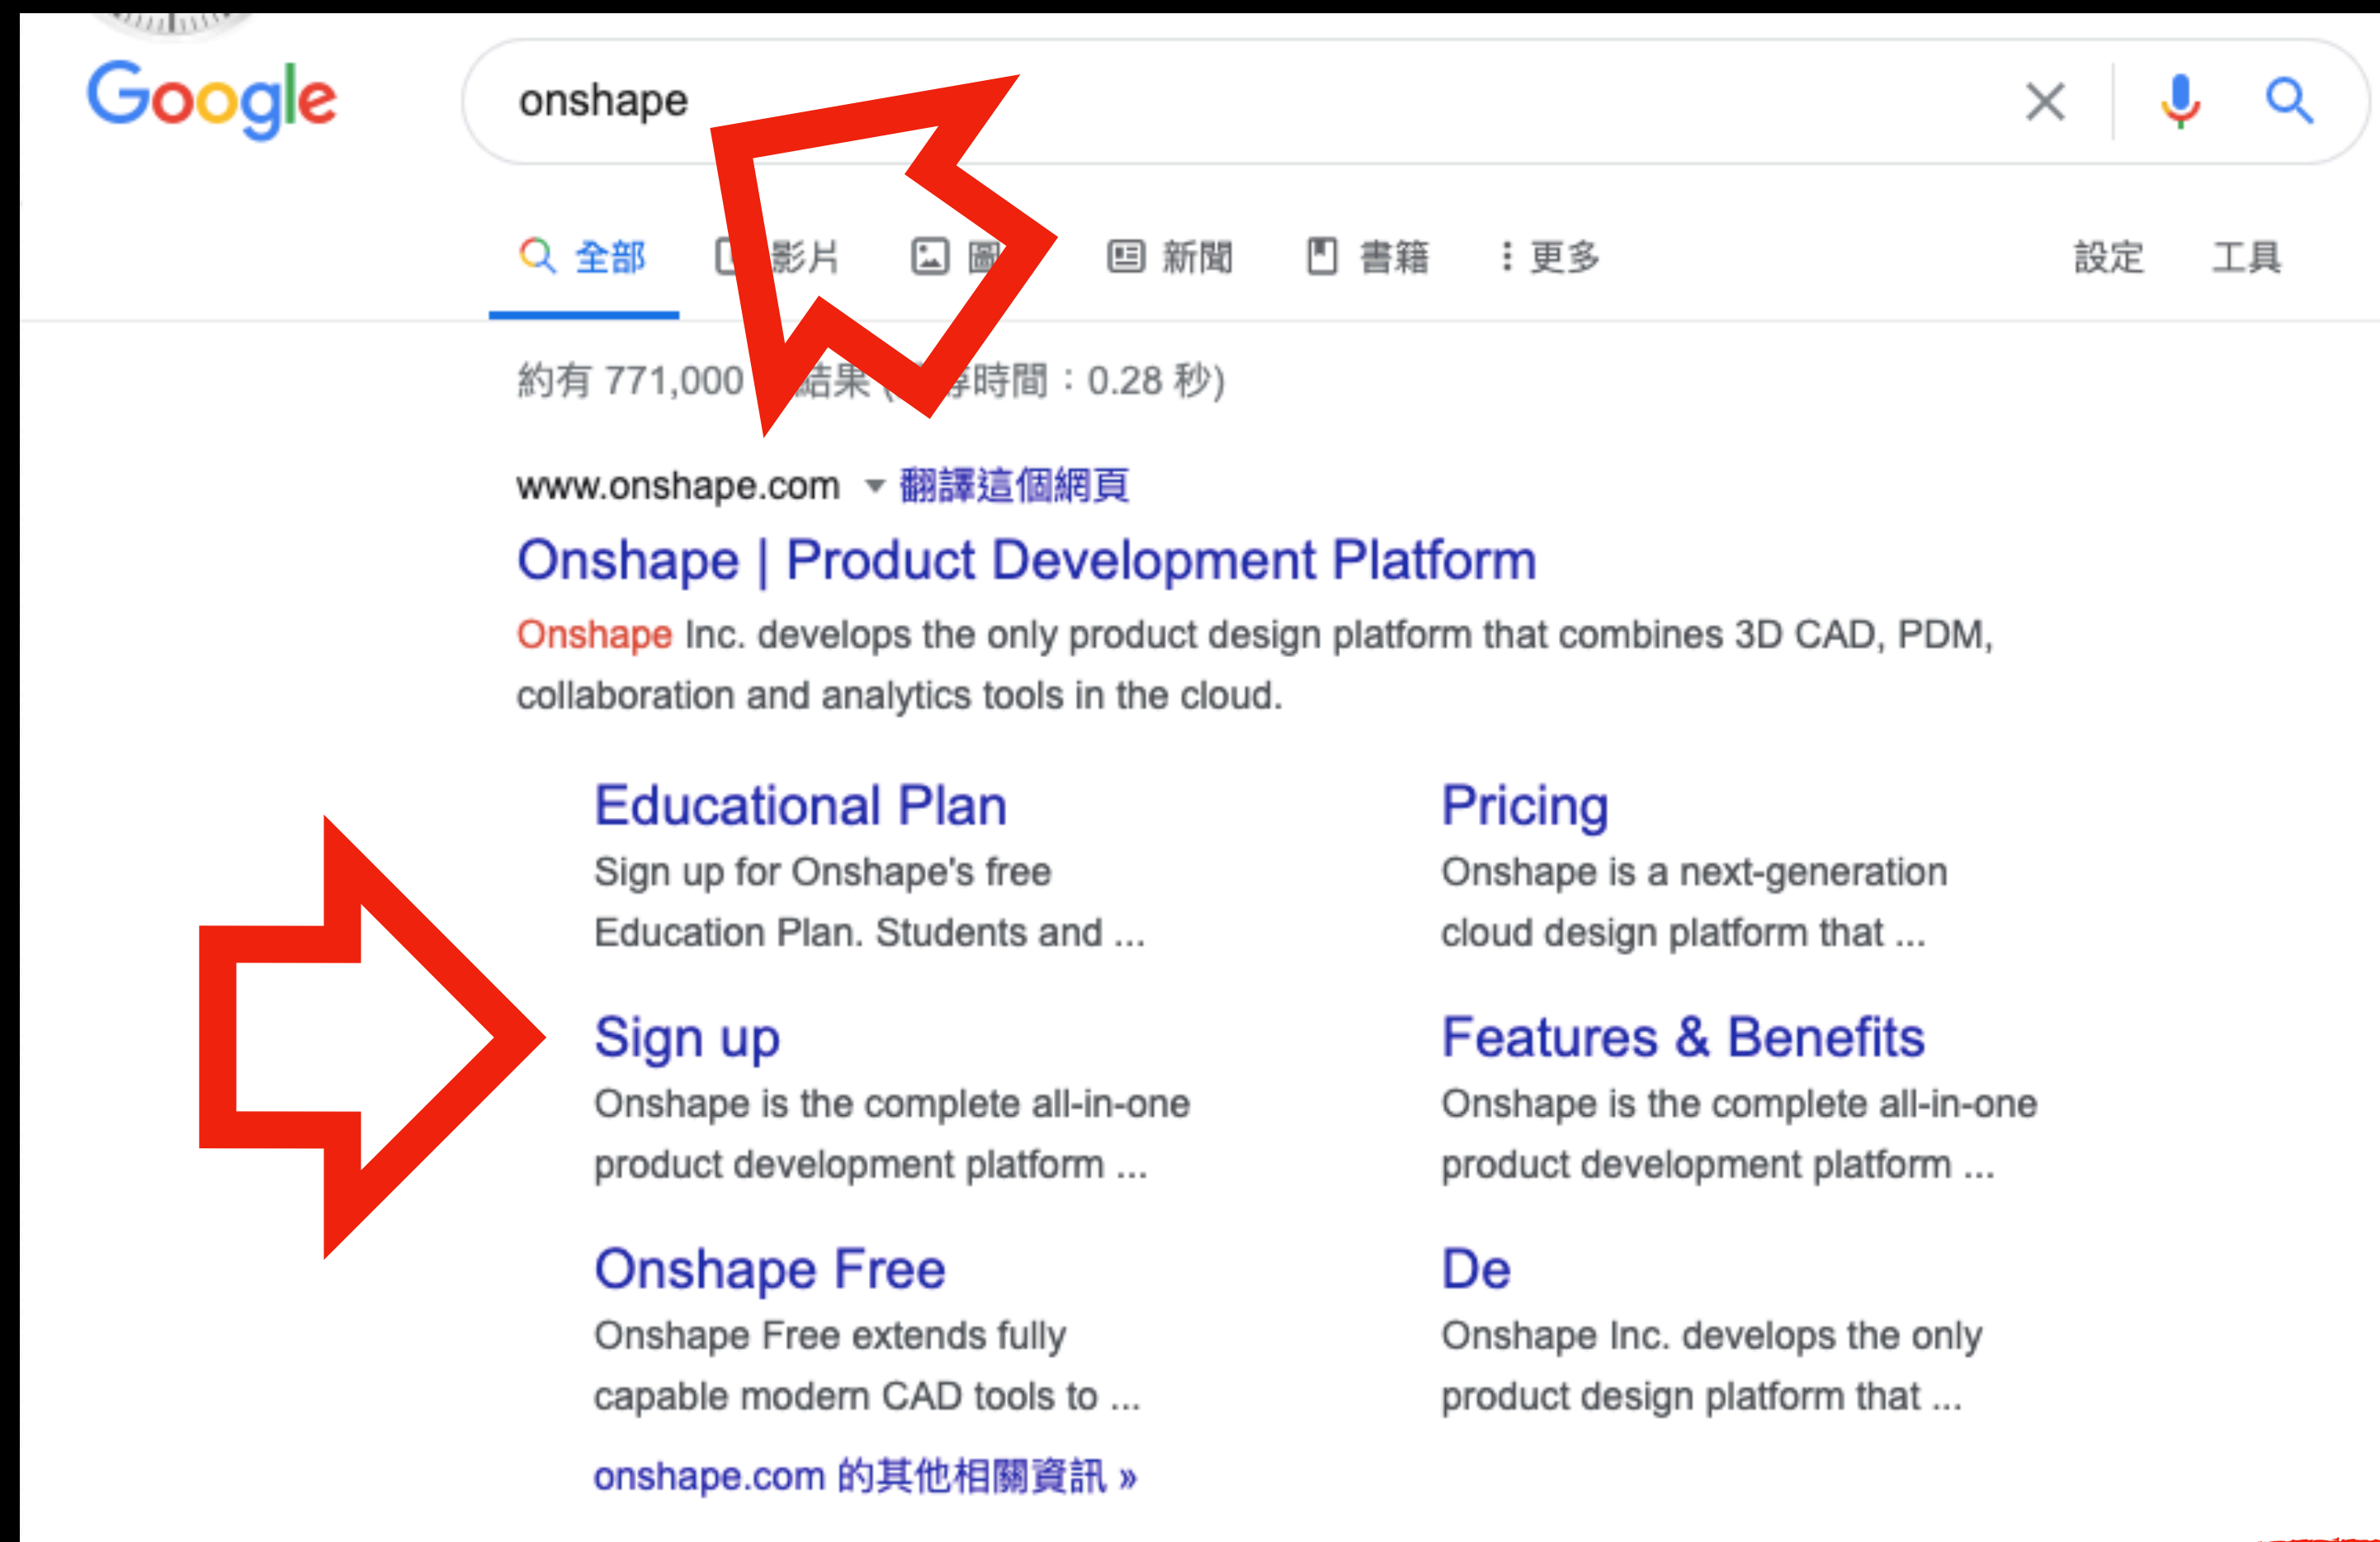 Google
onshape
全部 影片 新聞 書籍 更多 設定 工具
約有 771,000 結果 時間：0.28 秒)
www.onshape.com 翻譯這個網頁
Onshape | Product Development Platform
Onshape Inc. develops the only product design platform that combines 3D CAD, PDM,
collaboration and analytics tools in the cloud.
Educational Plan
Sign up for Onshape's free
Education Plan. Students and ...
Pricing
Onshape is a next-generation
cloud design platform that ...
Sign up
Onshape is the complete all-in-one
product development platform ...
Features & Benefits
Onshape is the complete all-in-one
product development platform ...
Onshape Free
Onshape Free extends fully
capable modern CAD tools to ...
De
Onshape Inc. develops the only
product design platform that ...
onshape.com 的其他相關資訊 »